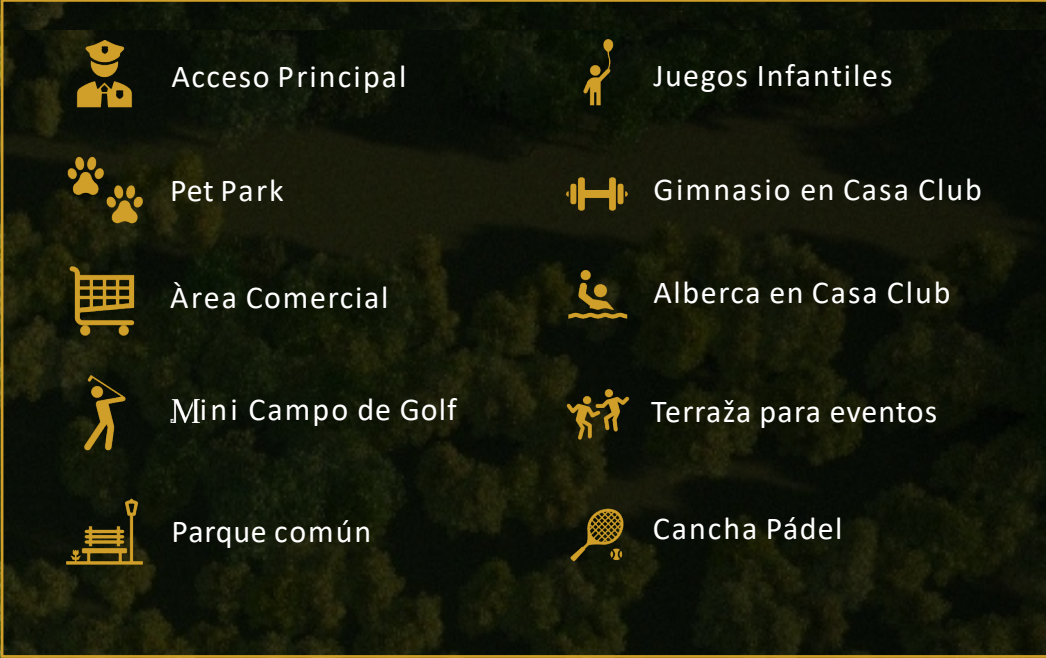 Acceso Principal
Pet Park
Àrea Comercial
Mini Campo de Golf
Parque común
Juegos Infantiles
Gimnasio en Casa Club
Alberca en Casa Club
Terraža para eventos
Cancha Pádel